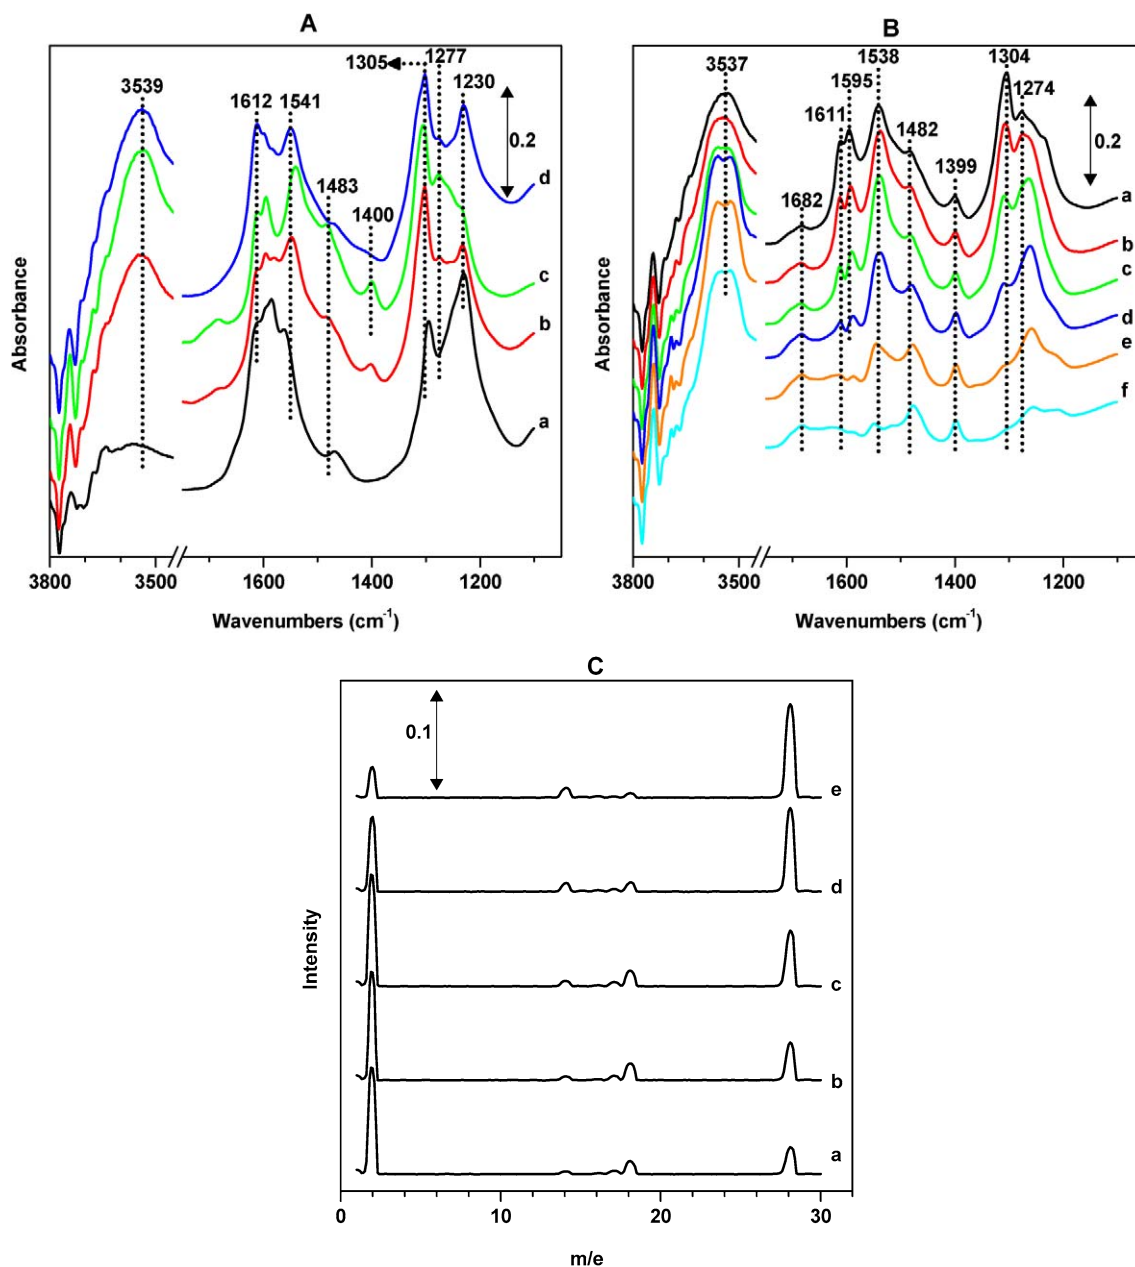 A
B
3539
1612
1541
1305
1277
1230
1483
1400
0.2
d
c
b
a
Absorbance
3800
3500
1600
1400
1200
Wavenumbers (cm-1)
3537
1611
1595
1538
1482
1304
1274
1399
1682
0.2
a
b
c
d
e
f
Absorbance
3800
3500
1600
1400
1200
Wavenumbers (cm-1)
C
0.1
e
d
c
b
a
Intensity
0
10
20
30
m/e